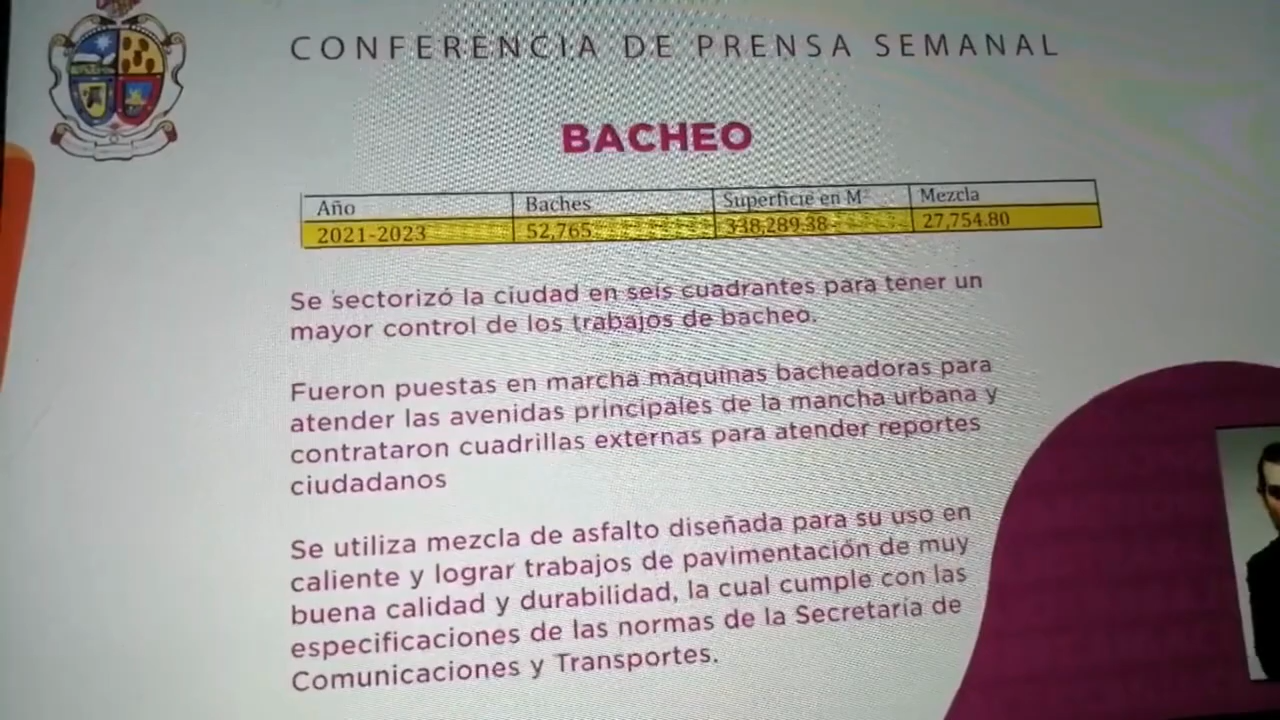 CONFERENCIA DE PRENSA SEMANAL
BACHEO
Año Baches Superficie en M² Mezcla
2021-2023 52,765 338,289.38 27,754.80
Se sectorizó la ciudad en seis cuadrantes para tener un
mayor control de los trabajos de bacheo.
Fueron puestas en marcha máquinas bacheadoras para
atender las avenidas principales de la mancha urbana y
contrataron cuadrillas externas para atender reportes
ciudadanos
Se utiliza mezcla de asfalto diseñada para su uso en
caliente y lograr trabajos de pavimentación de muy
buena calidad y durabilidad, la cual cumple con las
especificaciones de las normas de la Secretaría de
Comunicaciones y Transportes.